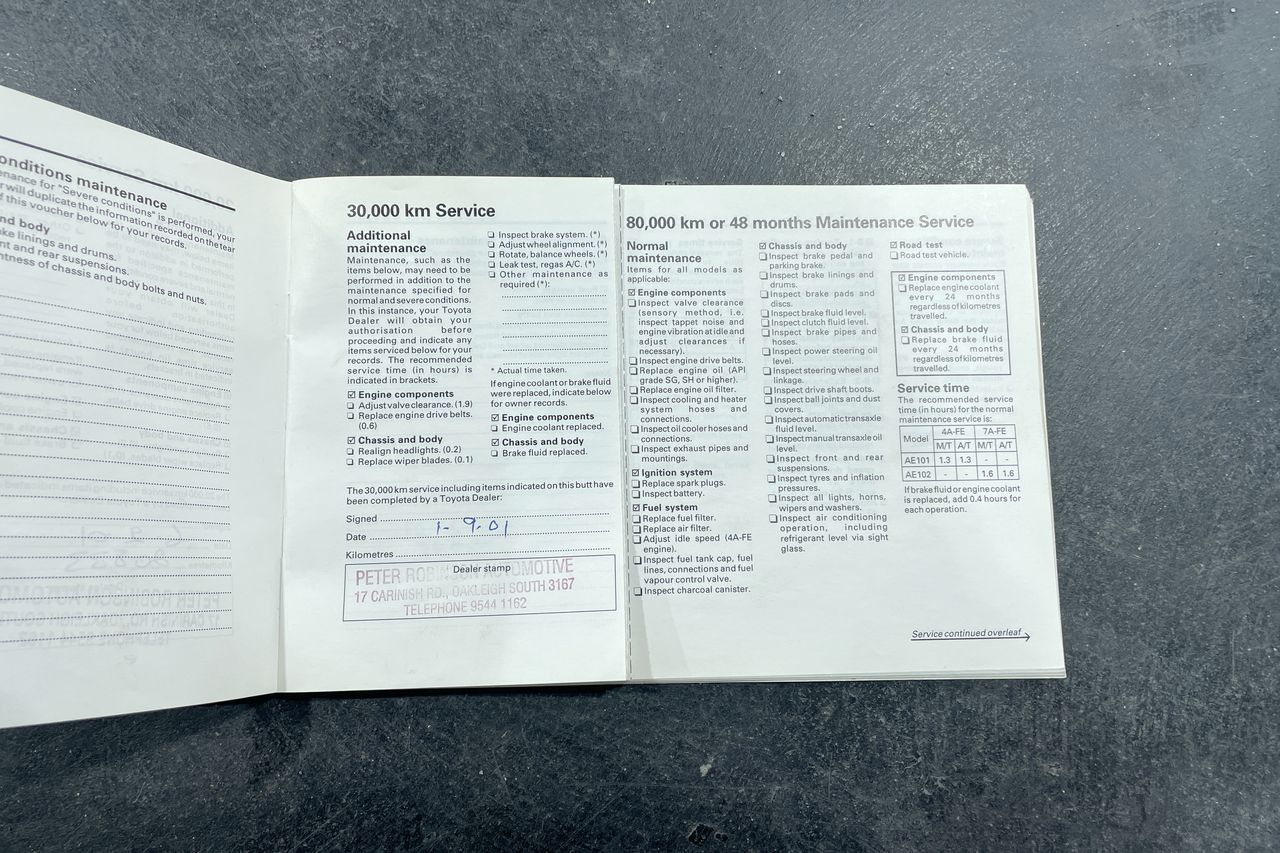 onditions maintenance
enance for "Severe conditions" is performed, your
will duplicate the information recorded on the tear
f this voucher below for your records.
nd body
ke linings and drums.
nt and rear suspensions.
htness of chassis and body bolts and nuts.
30,000 km Service
Additional
maintenance
Maintenance, such as the
items below, may need to be
performed in addition to the
maintenance specified for
normal and severe conditions.
In this instance, your Toyota
Dealer will obtain your
authorisation before
proceeding and indicate any
items serviced below for your
records. The recommended
service time (in hours) is
indicated in brackets.
Engine components
Adjust valve clearance. (1.9)
Replace engine drive belts.
(0.6)
Chassis and body
Realign headlights. (0.2)
Replace wiper blades. (0.1)
Inspect brake system. (*)
Adjust wheel alignment. (*)
Rotate, balance wheels. (*)
Leak test, regas A/C. (*)
Other maintenance as
required (*):
* Actual time taken.
If engine coolant or brake fluid
were replaced, indicate below
for owner records.
Engine components
Engine coolant replaced.
Chassis and body
Brake fluid replaced.
The 30,000 km service including items indicated on this butt have
been completed by a Toyota Dealer:
Signed
Date 1-9.01
Kilometres
Dealer stamp
PETER ROBINSON AUTOMOTIVE
17 CARINISH RD., OAKLEIGH SOUTH 3167
TELEPHONE 9544 1162
80,000 km or 48 months Maintenance Service
Normal
maintenance
Items for all models as
applicable:
Engine components
Inspect valve clearance
(sensory method, i.e.
inspect tappet noise and
engine vibration at idle and
adjust clearances if
necessary).
Inspect engine drive belts.
Replace engine oil (API
grade SG, SH or higher).
Replace engine oil filter.
Inspect cooling and heater
system hoses and
connections.
Inspect oil cooler hoses and
connections.
Inspect exhaust pipes and
mountings.
Ignition system
Replace spark plugs.
Inspect battery.
Fuel system
Replace fuel filter.
Replace air filter.
Adjust idle speed (4A-FE
engine).
Inspect fuel tank cap, fuel
lines, connections and fuel
vapour control valve.
Inspect charcoal canister.
Chassis and body
Inspect brake pedal and
parking brake.
Inspect brake linings and
drums.
Inspect brake pads and
discs.
Inspect brake fluid level.
Inspect clutch fluid level.
Inspect brake pipes and
hoses.
Inspect power steering oil
level.
Inspect steering wheel and
linkage.
Inspect drive shaft boots.
Inspect ball joints and dust
covers.
Inspect automatic transaxle
fluid level.
Inspect manual transaxle oil
level.
Inspect front and rear
suspensions.
Inspect tyres and inflation
pressures.
Inspect all lights, horns,
wipers and washers.
Inspect air conditioning
operation, including
refrigerant level via sight
glass.
Road test
Road test vehicle.
Engine components
Replace engine coolant
every 24 months
regardless of kilometres
travelled.
Chassis and body
Replace brake fluid
every 24 months
regardless of kilometres
travelled.
Service time
The recommended service
time (in hours) for the normal
maintenance service is:
Model 4A-FE 7A-FE
M/T A/T M/T A/T
AE101 1.3 1.3 - -
AE102 - - 1.6 1.6
If brake fluid or engine coolant
is replaced, add 0.4 hours for
each operation.
Service continued overleaf